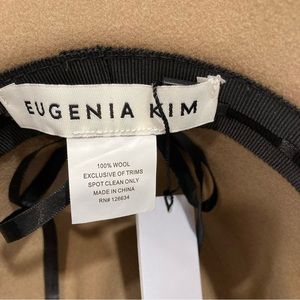 EUGENIA KIM
100% WOOL
EXCLUSIVE OF TRIMS
SPOT CLEAN ONLY
MADE IN CHINA
RN# 126634